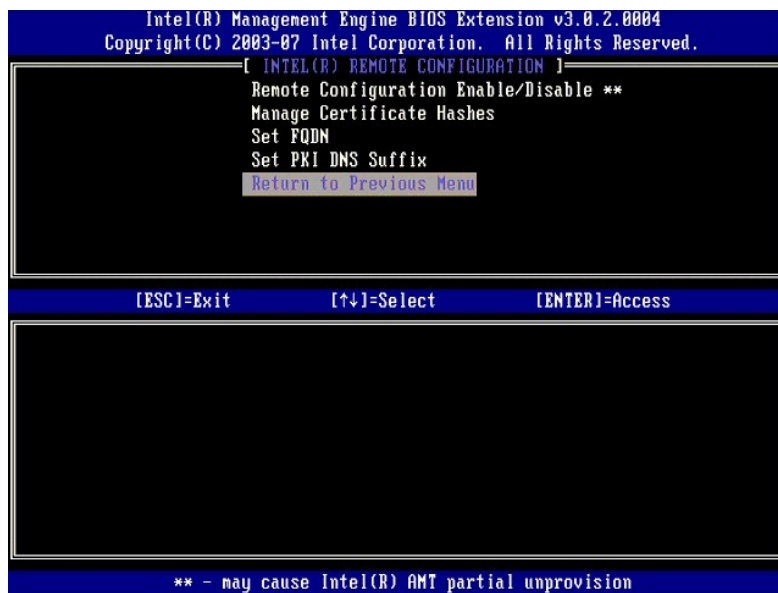 Intel(R) Management Engine BIOS Extension v3.0.2.0004
Copyright(C) 2003-07 Intel Corporation. All Rights Reserved.
[ INTEL(R) REMOTE CONFIGURATION ]
Remote Configuration Enable/Disable **
Manage Certificate Hashes
Set FQDN
Set PKI DNS Suffix
Return to Previous Menu
[ESC]=Exit [↑↓]=Select [ENTER]=Access
** - may cause Intel(R) AMT partial unprovision